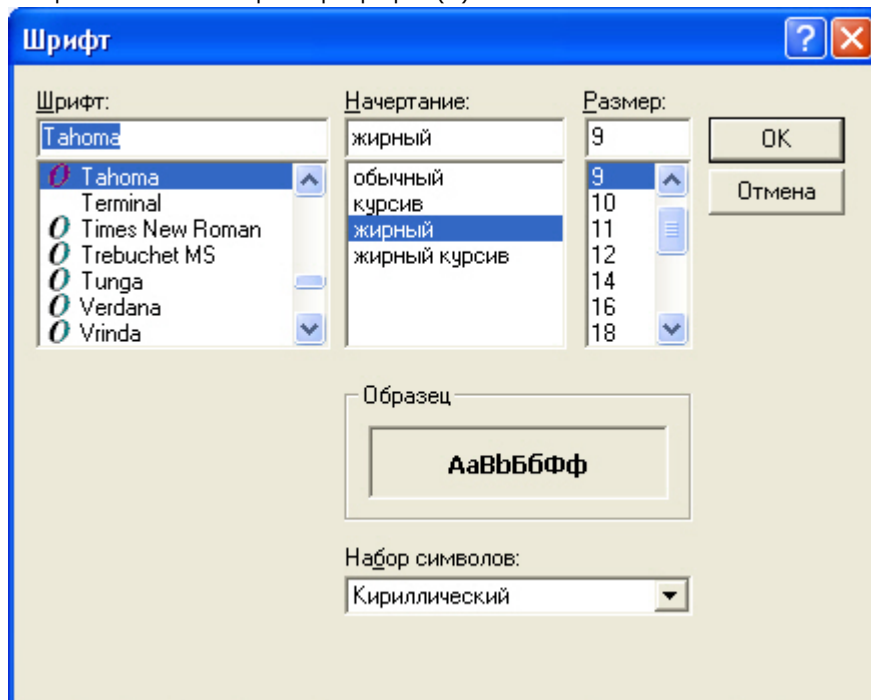 Шрифт
Шрифт:
Начертание:
Размер:
Tahoma
жирный
9
OK
Отмена
Tahoma
Terminal
Times New Roman
Trebuchet MS
Tunga
Verdana
Vrinda
обычный
курсив
жирный
жирный курсив
9
10
11
12
14
16
18
Образец
АаBbБбФф
Набор символов:
Кириллический